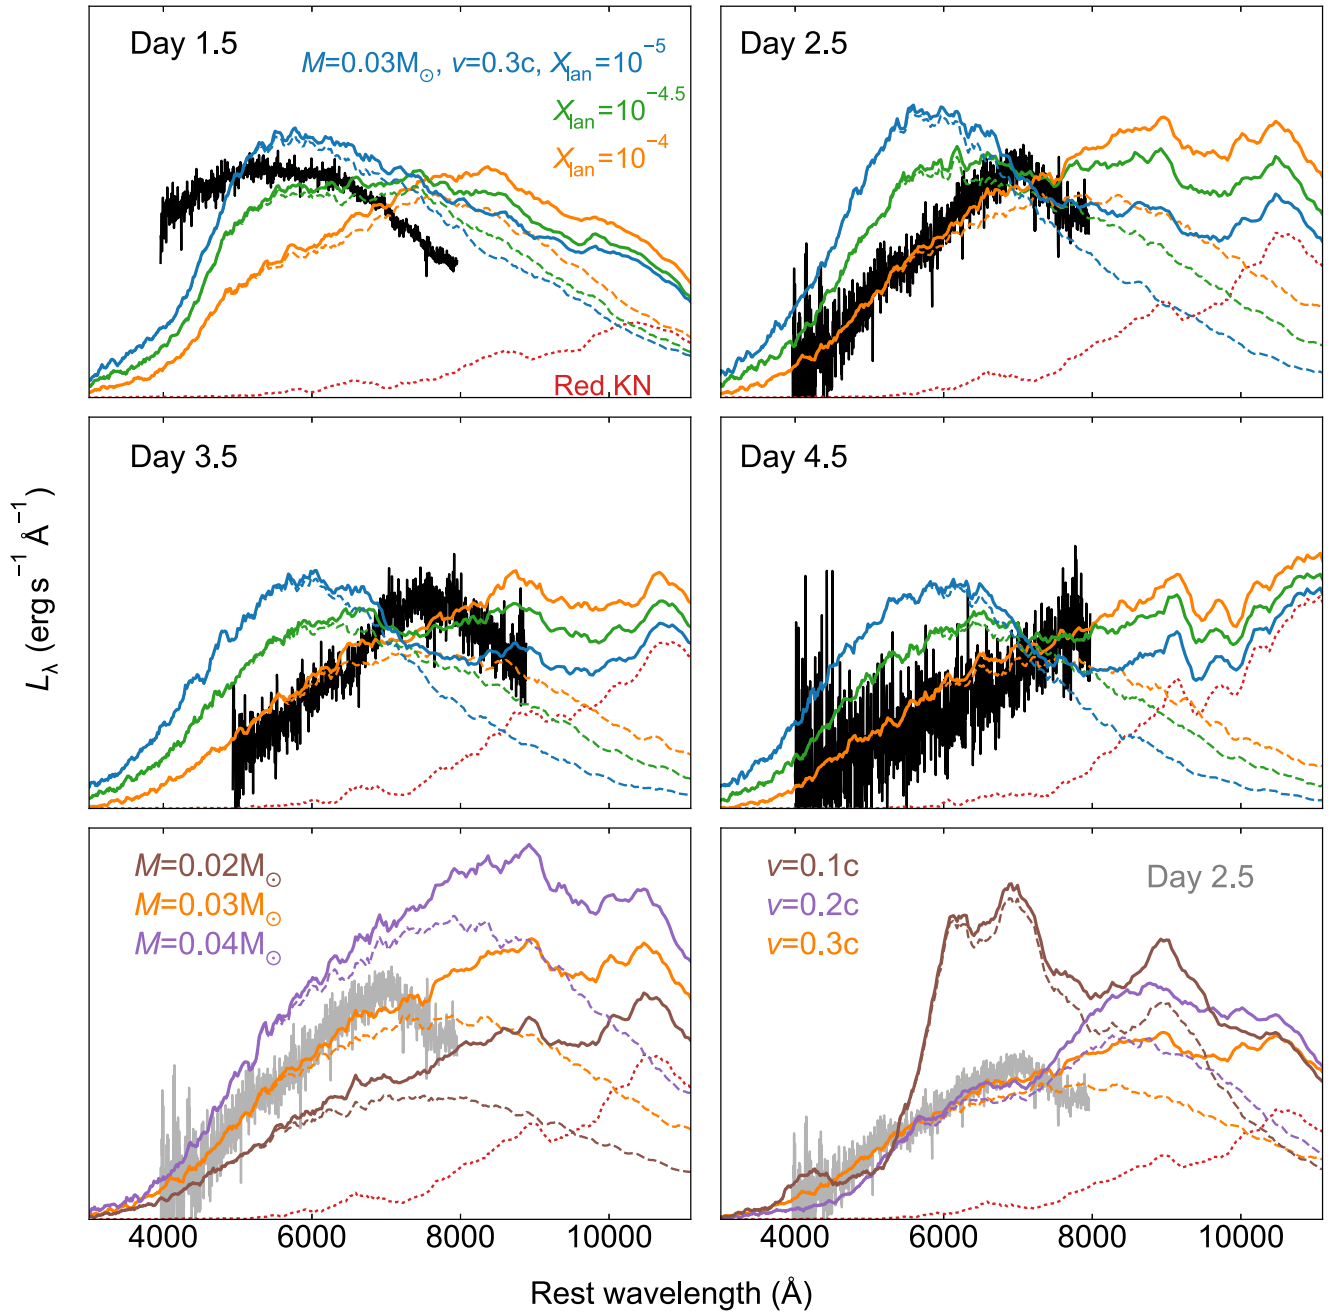 Day 1.5
M=0.03M☉, v=0.3c, Xlan=10⁻⁵
Xlan=10⁻⁴·⁵
Xlan=10⁻⁴
Red KN
Day 2.5
Day 3.5
Day 4.5
Lλ (erg s⁻¹ Å⁻¹)
M=0.02M☉
M=0.03M☉
M=0.04M☉
v=0.1c
v=0.2c
v=0.3c
Day 2.5
4000 6000 8000 10000
4000 6000 8000 10000
Rest wavelength (Å)